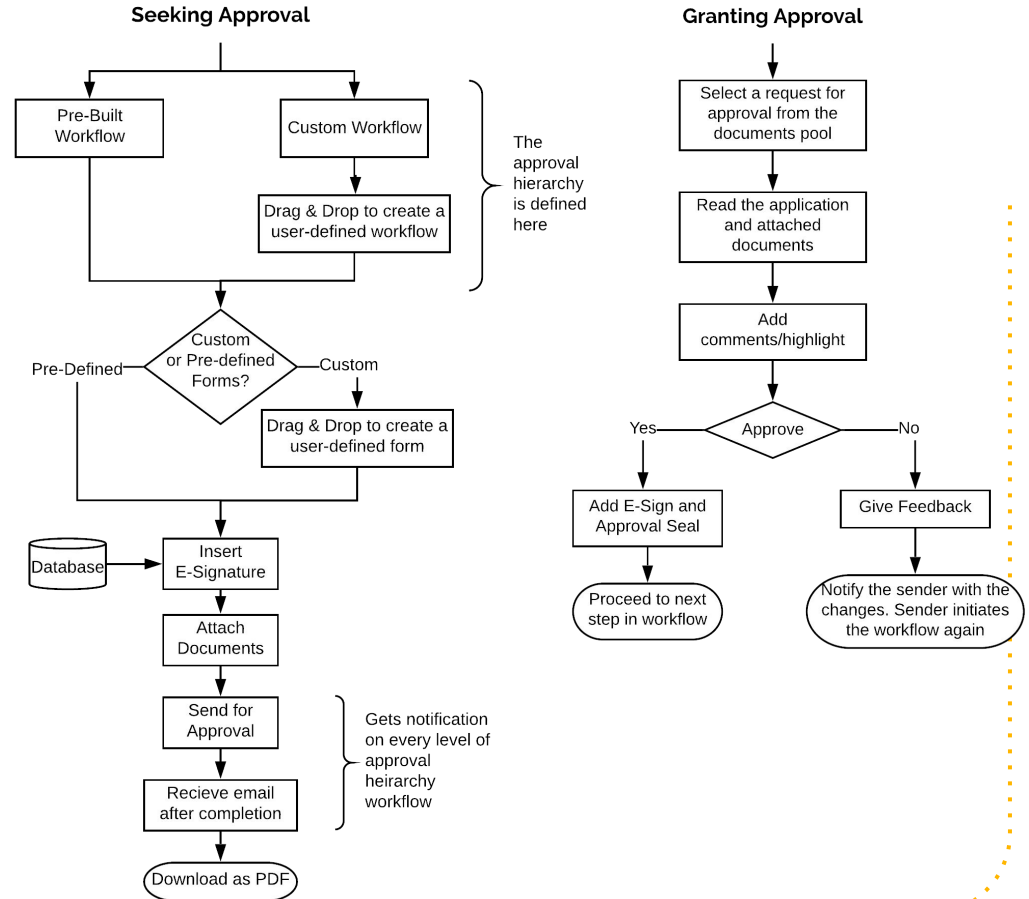 Seeking Approval
Pre-Built
Workflow
Custom Workflow
Drag & Drop to create a
user-defined workflow
The
approval
hierarchy
is defined
here
Custom
or Pre-defined
Forms?
Pre-Defined
Custom
Drag & Drop to create a
user-defined form
Database
Insert
E-Signature
Attach
Documents
Send for
Approval
Recieve email
after completion
Gets notification
on every level of
approval
heirarchy
workflow
Download as PDF
Granting Approval
Select a request for
approval from the
documents pool
Read the application
and attached
documents
Add
comments/highlight
Approve
Yes
No
Add E-Sign and
Approval Seal
Give Feedback
Proceed to next
step in workflow
Notify the sender with the
changes. Sender initiates
the workflow again